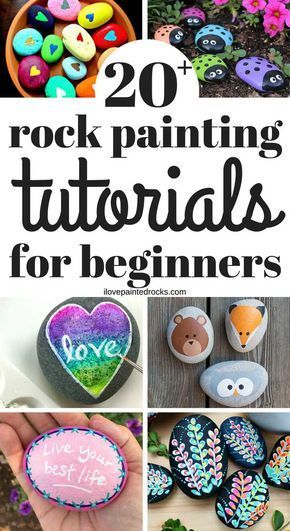 20+
rock painting
tutorials
for beginners
ilovepaintedrocks.com
love
Live your
best life